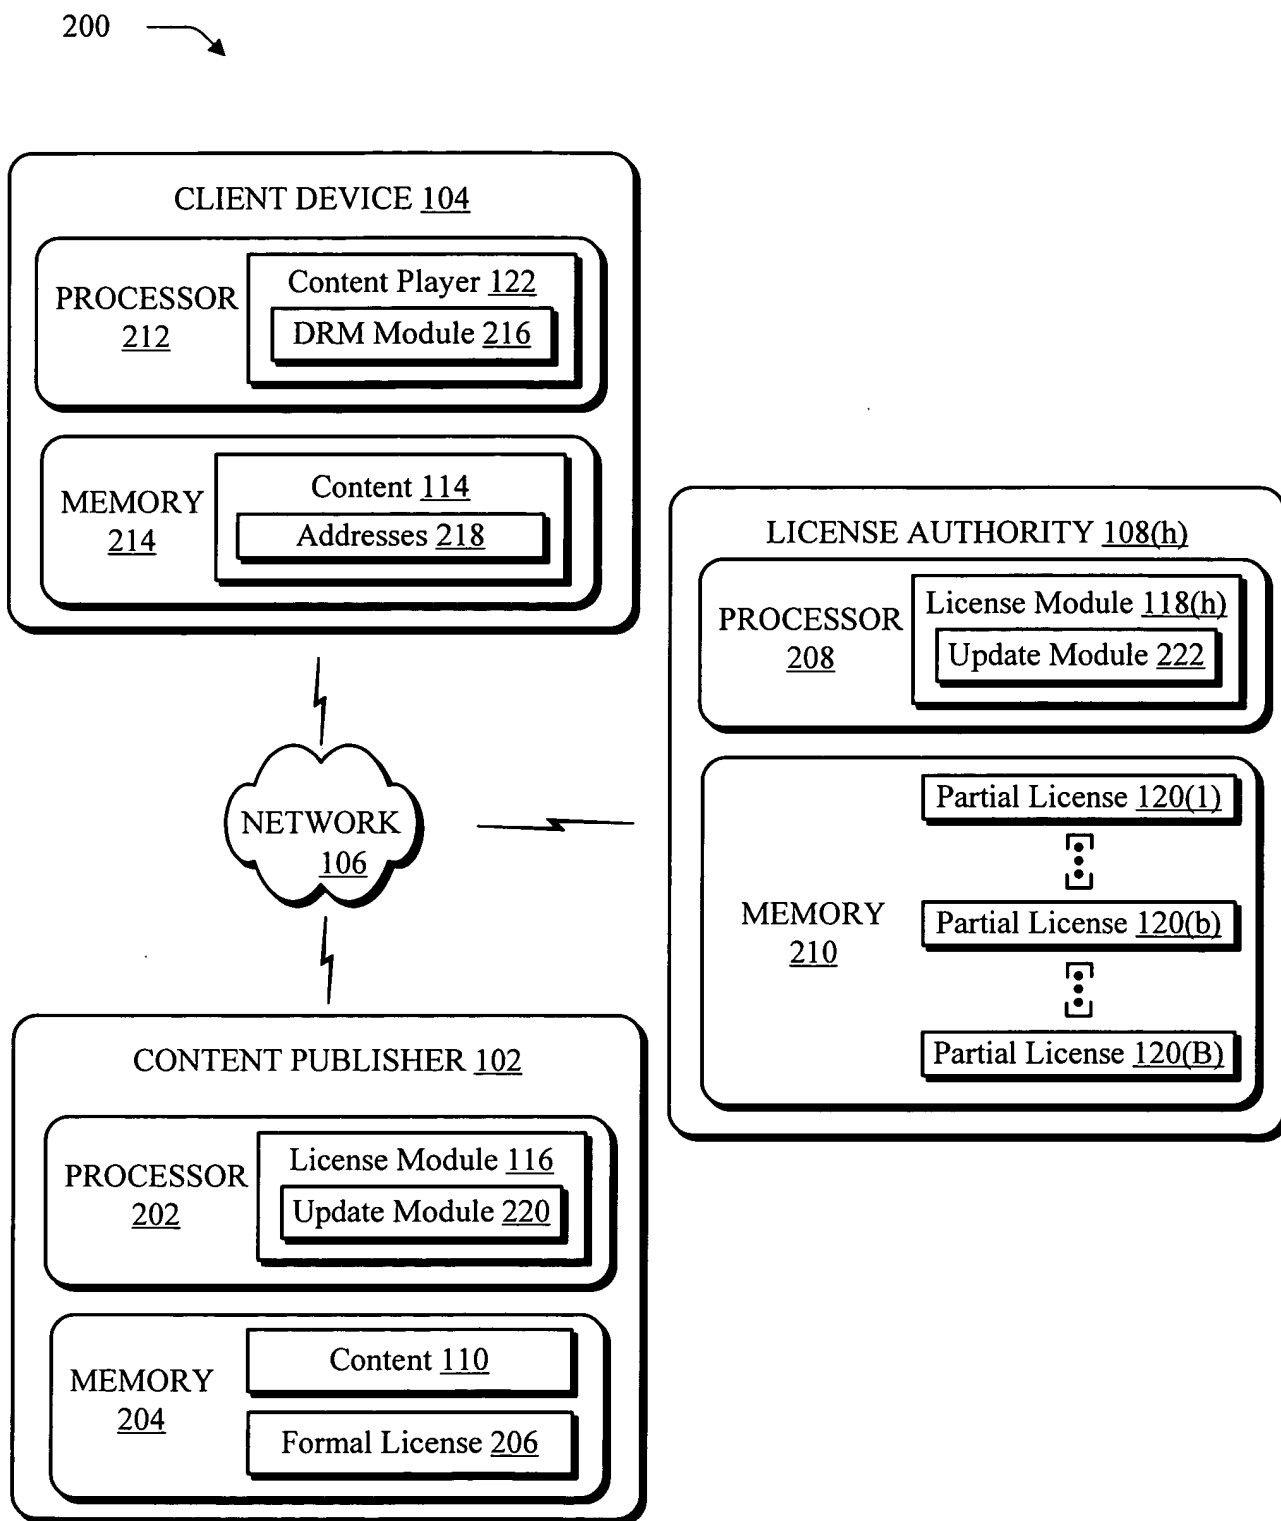 200
CLIENT DEVICE 104
PROCESSOR
212
Content Player 122
DRM Module 216
MEMORY
214
Content 114
Addresses 218
LICENSE AUTHORITY 108(h)
PROCESSOR
208
License Module 118(h)
Update Module 222
MEMORY
210
Partial License 120(1)
Partial License 120(b)
Partial License 120(B)
NETWORK
106
CONTENT PUBLISHER 102
PROCESSOR
202
License Module 116
Update Module 220
MEMORY
204
Content 110
Formal License 206